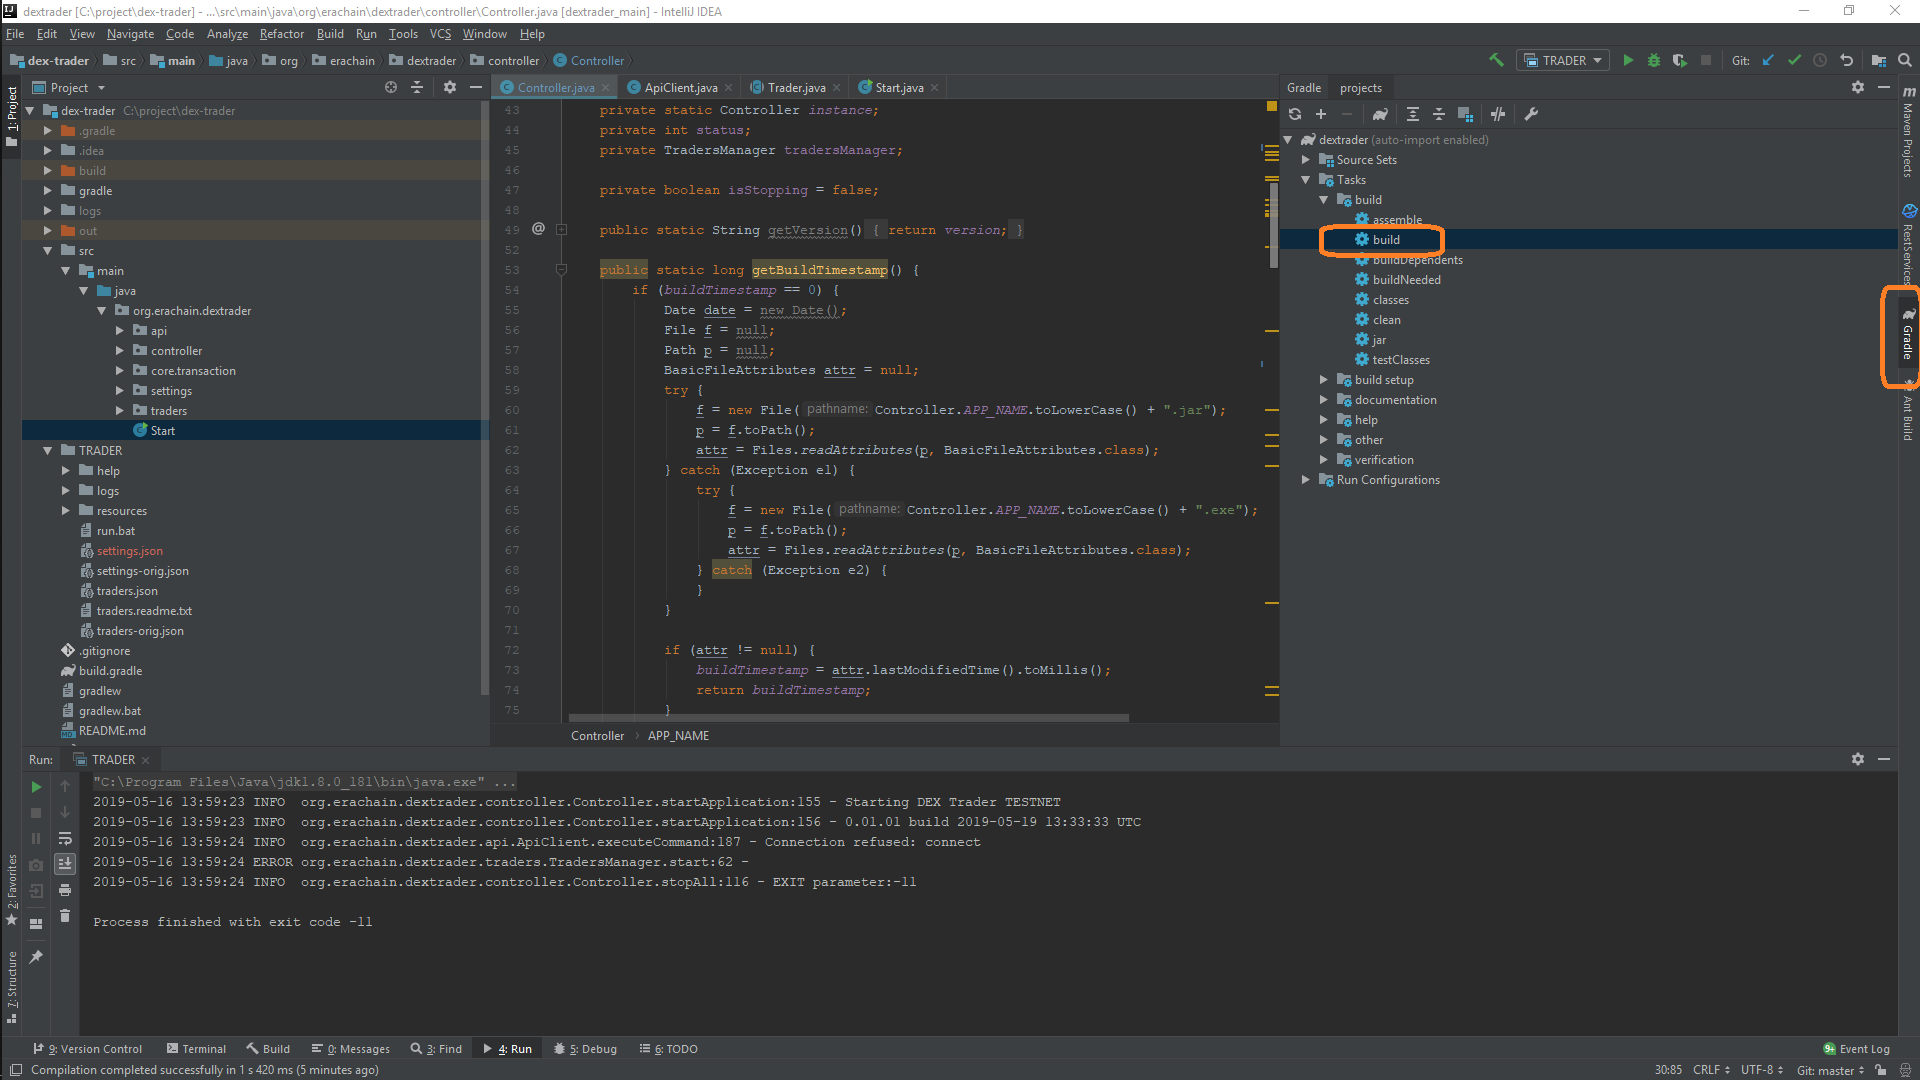 dextrader [C:\project\dex-trader] - ...\src\main\java\org\erachain\dextrader\controller\Controller.java [dextrader_main] - IntelliJ IDEA
File Edit View Navigate Code Analyze Refactor Build Run Tools VCS Window Help
dex-trader src main java org erachain dextrader controller Controller
TRADER Git:
1: Project
Project
dex-trader C:\project\dex-trader
.gradle
.idea
build
gradle
logs
out
src
main
java
org.erachain.dextrader
api
controller
core.transaction
settings
traders
Start
TRADER
help
logs
resources
run.bat
settings.json
settings-orig.json
traders.json
traders.readme.txt
traders-orig.json
.gitignore
build.gradle
gradlew
gradlew.bat
README.md
Controller.java ApiClient.java Trader.java Start.java
43 private static Controller instance;
44 private int status;
45 private TradersManager tradersManager;
46
47 private boolean isStopping = false;
48
49 @ public static String getVersion() { return version; }
52
53 public static long getBuildTimestamp() {
54 if (buildTimestamp == 0) {
55 Date date = new Date();
56 File f = null;
57 Path p = null;
58 BasicFileAttributes attr = null;
59 try {
60 f = new File( pathname: Controller.APP_NAME.toLowerCase() + ".jar");
61 p = f.toPath();
62 attr = Files.readAttributes(p, BasicFileAttributes.class);
63 } catch (Exception e1) {
64 try {
65 f = new File( pathname: Controller.APP_NAME.toLowerCase() + ".exe");
66 p = f.toPath();
67 attr = Files.readAttributes(p, BasicFileAttributes.class);
68 } catch (Exception e2) {
69 }
70 }
71
72 if (attr != null) {
73 buildTimestamp = attr.lastModifiedTime().toMillis();
74 return buildTimestamp;
75 }
Controller APP_NAME
Gradle projects
dextrader (auto-import enabled)
Source Sets
Tasks
build
assemble
build
buildDependents
buildNeeded
classes
clean
jar
testClasses
build setup
documentation
help
other
verification
Run Configurations
m Maven Projects
RestServices
Gradle
Ant Build
Run: TRADER
"C:\Program Files\Java\jdk1.8.0_181\bin\java.exe" ...
2019-05-16 13:59:23 INFO org.erachain.dextrader.controller.Controller.startApplication:155 - Starting DEX Trader TESTNET
2019-05-16 13:59:23 INFO org.erachain.dextrader.controller.Controller.startApplication:156 - 0.01.01 build 2019-05-19 13:33:33 UTC
2019-05-16 13:59:24 INFO org.erachain.dextrader.api.ApiClient.executeCommand:187 - Connection refused: connect
2019-05-16 13:59:24 ERROR org.erachain.dextrader.traders.TradersManager.start:62 -
2019-05-16 13:59:24 INFO org.erachain.dextrader.controller.Controller.stopAll:116 - EXIT parameter:-11
Process finished with exit code -11
2: Favorites
7: Structure
9: Version Control Terminal Build 0: Messages 3: Find 4: Run 5: Debug 6: TODO 9+ Event Log
Compilation completed successfully in 1 s 420 ms (5 minutes ago) 30:85 CRLF UTF-8 Git: master